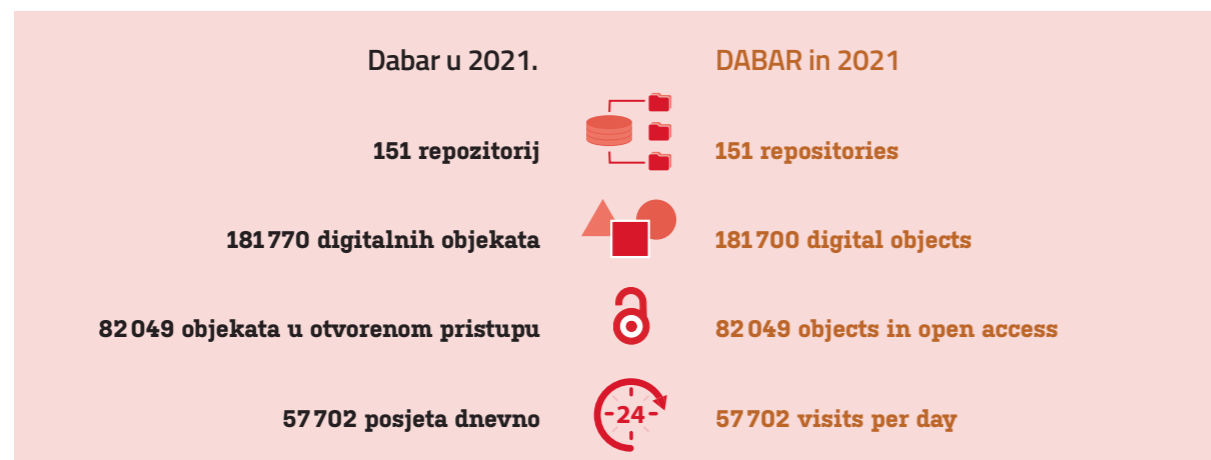 Dabar u 2021.
DABAR in 2021
151 repozitorij
151 repositories
181 770 digitalnih objekata
181 700 digital objects
82 049 objekata u otvorenom pristupu
82 049 objects in open access
57 702 posjeta dnevno
24
57 702 visits per day